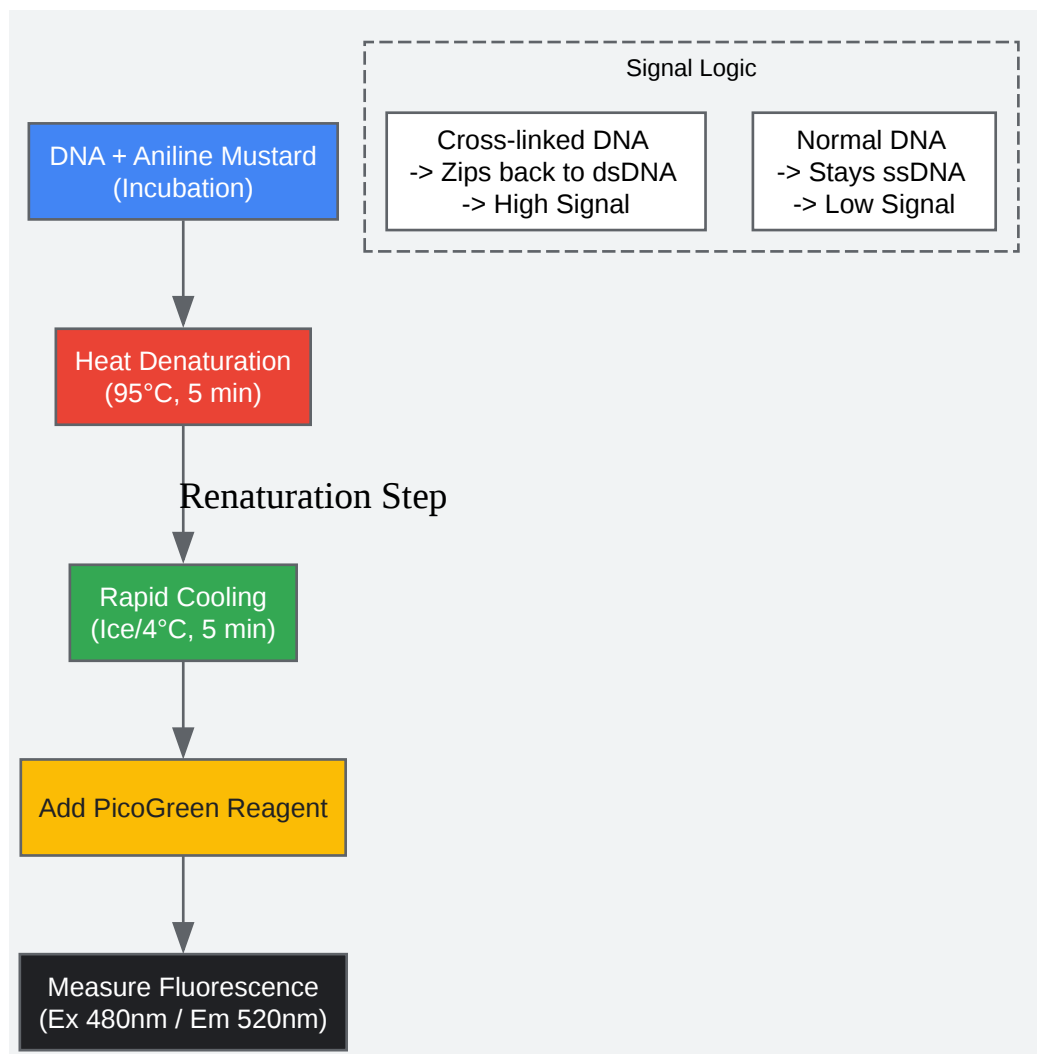 Signal Logic
DNA + Aniline Mustard
(Incubation)
Cross-linked DNA
-> Zips back to dsDNA
-> High Signal
Normal DNA
-> Stays ssDNA
-> Low Signal
Heat Denaturation
(95°C, 5 min)
Renaturation Step
Rapid Cooling
(Ice/4°C, 5 min)
Add PicoGreen Reagent
Measure Fluorescence
(Ex 480nm / Em 520nm)